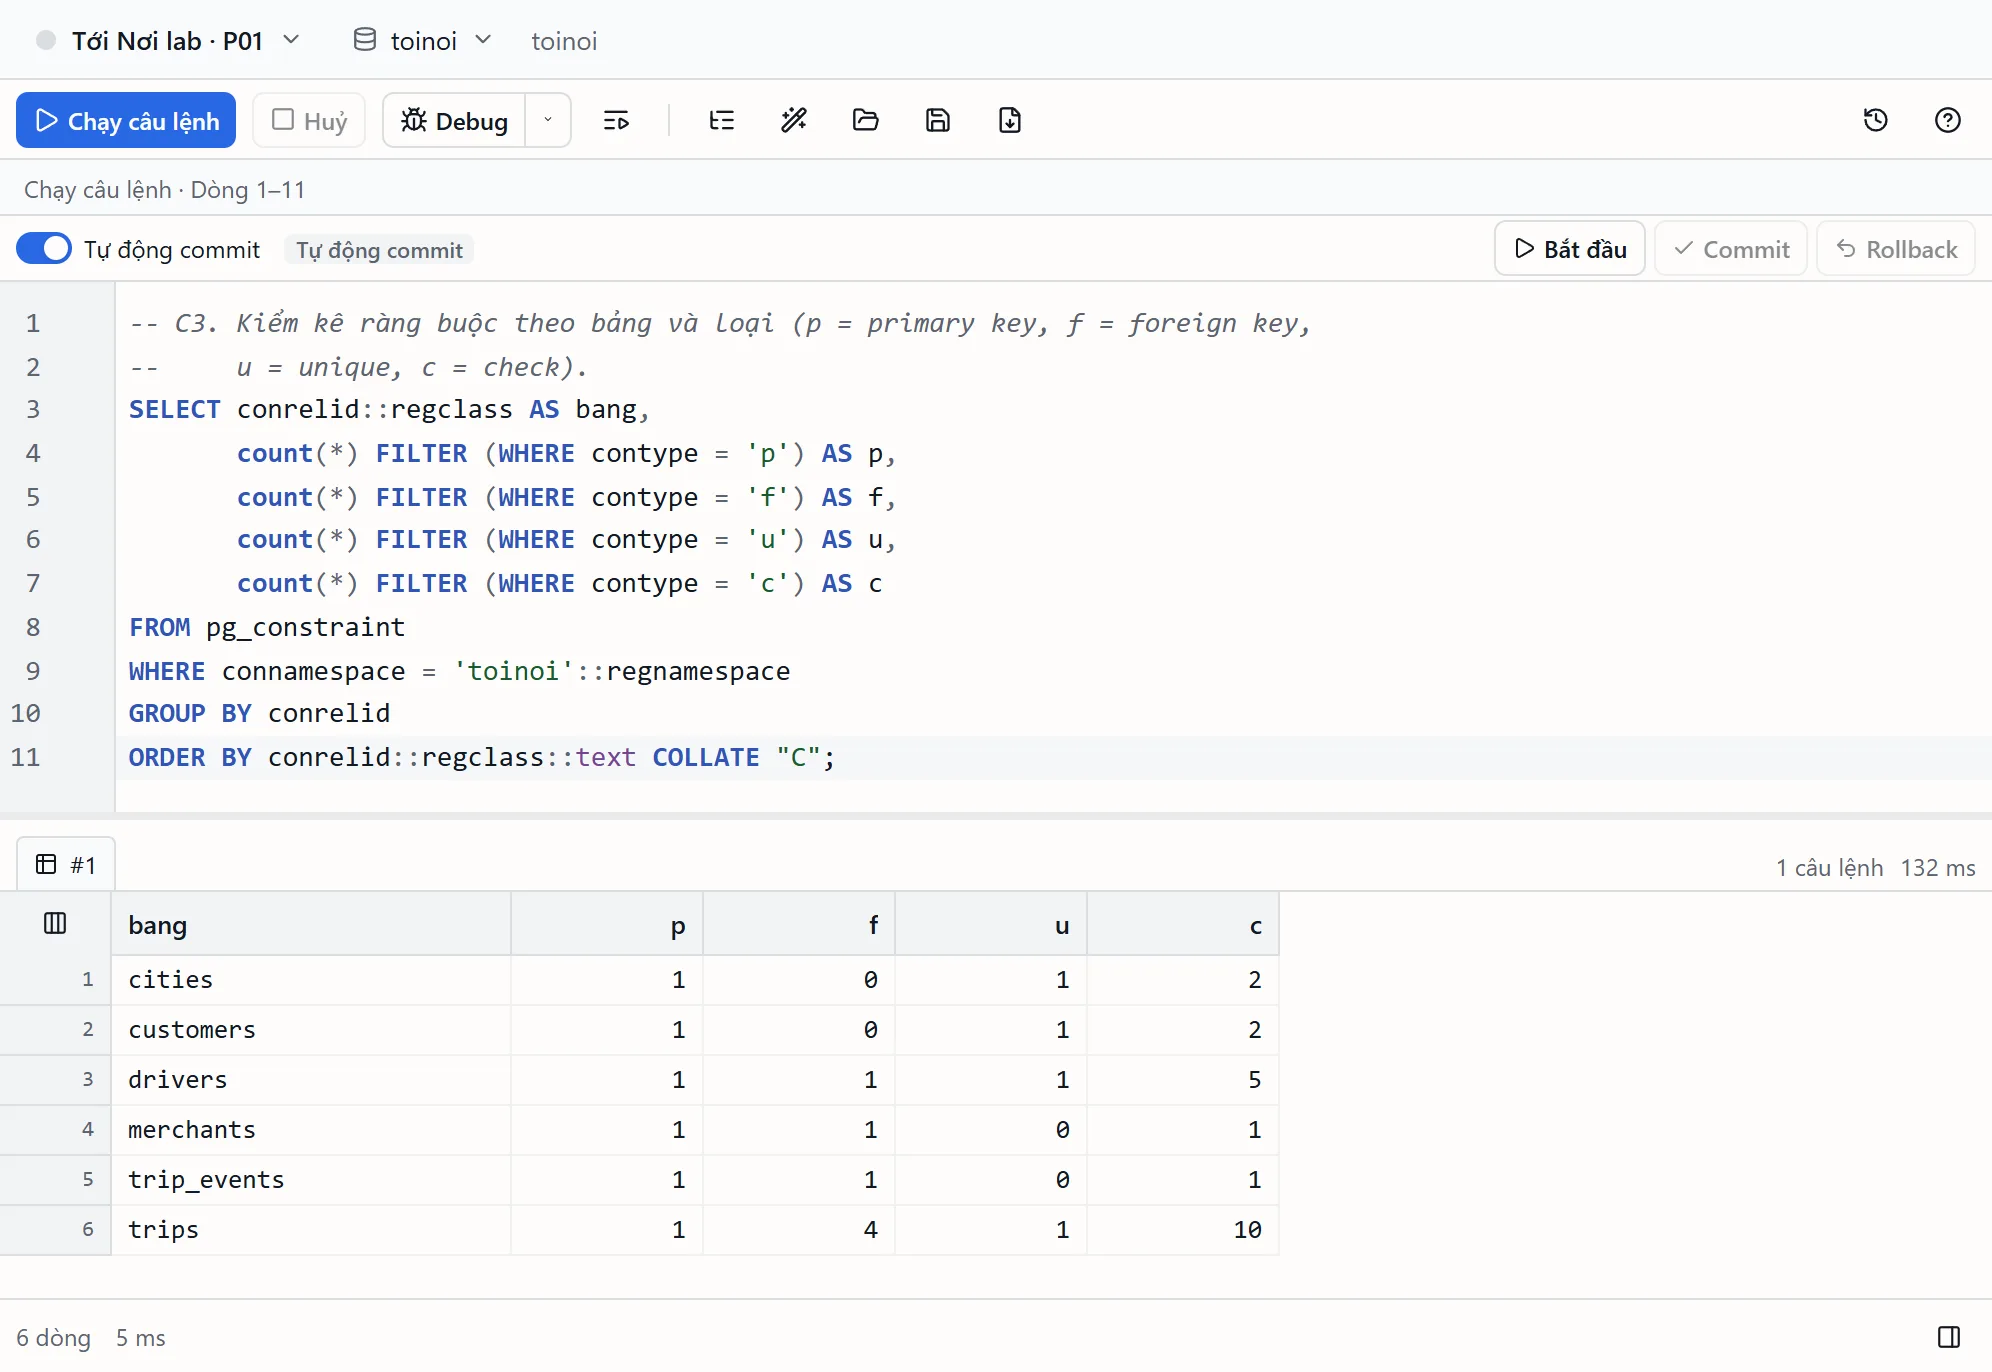 Tới Nơi lab · P01 toinoi toinoi
Chạy câu lệnh Huỷ Debug
Chạy câu lệnh · Dòng 1–11
Tự động commit Tự động commit Bắt đầu Commit Rollback
1 -- C3. Kiểm kê ràng buộc theo bảng và loại (p = primary key, f = foreign key,
2 --     u = unique, c = check).
3 SELECT conrelid::regclass AS bang,
4        count(*) FILTER (WHERE contype = 'p') AS p,
5        count(*) FILTER (WHERE contype = 'f') AS f,
6        count(*) FILTER (WHERE contype = 'u') AS u,
7        count(*) FILTER (WHERE contype = 'c') AS c
8 FROM pg_constraint
9 WHERE connamespace = 'toinoi'::regnamespace
10 GROUP BY conrelid
11 ORDER BY conrelid::regclass::text COLLATE "C";
#1 1 câu lệnh 132 ms
bang p f u c
1 cities 1 0 1 2
2 customers 1 0 1 2
3 drivers 1 1 1 5
4 merchants 1 1 0 1
5 trip_events 1 1 0 1
6 trips 1 4 1 10
6 dòng 5 ms